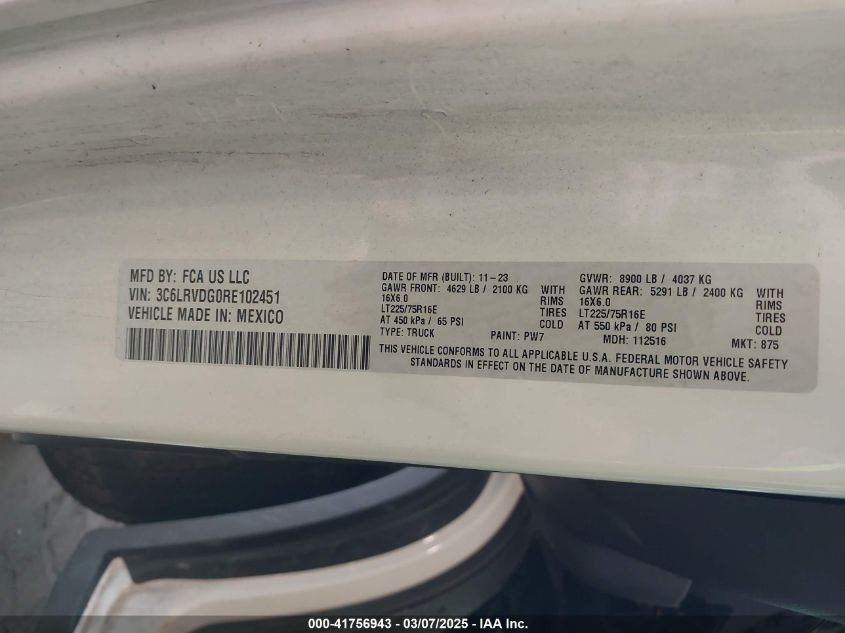 MFD BY: FCA US LLC
VIN: 3C6LRVDG0RE102451
VEHICLE MADE IN: MEXICO
DATE OF MFR (BUILT): 11-23
GAWR FRONT: 4629 LB / 2100 KG WITH
16X6.0 RIMS
LT225/75R16E TIRES
AT 450 kPa / 65 PSI COLD
TYPE: TRUCK PAINT: PW7
GVWR: 8900 LB / 4037 KG
GAWR REAR: 5291 LB / 2400 KG WITH
16X6.0 RIMS
LT225/75R16E TIRES
AT 550 kPa / 80 PSI COLD
MDH: 112516 MKT: 875
THIS VEHICLE CONFORMS TO ALL APPLICABLE U.S.A. FEDERAL MOTOR VEHICLE SAFETY
STANDARDS IN EFFECT ON THE DATE OF MANUFACTURE SHOWN ABOVE.
000-41756943 - 03/07/2025 - IAA Inc.